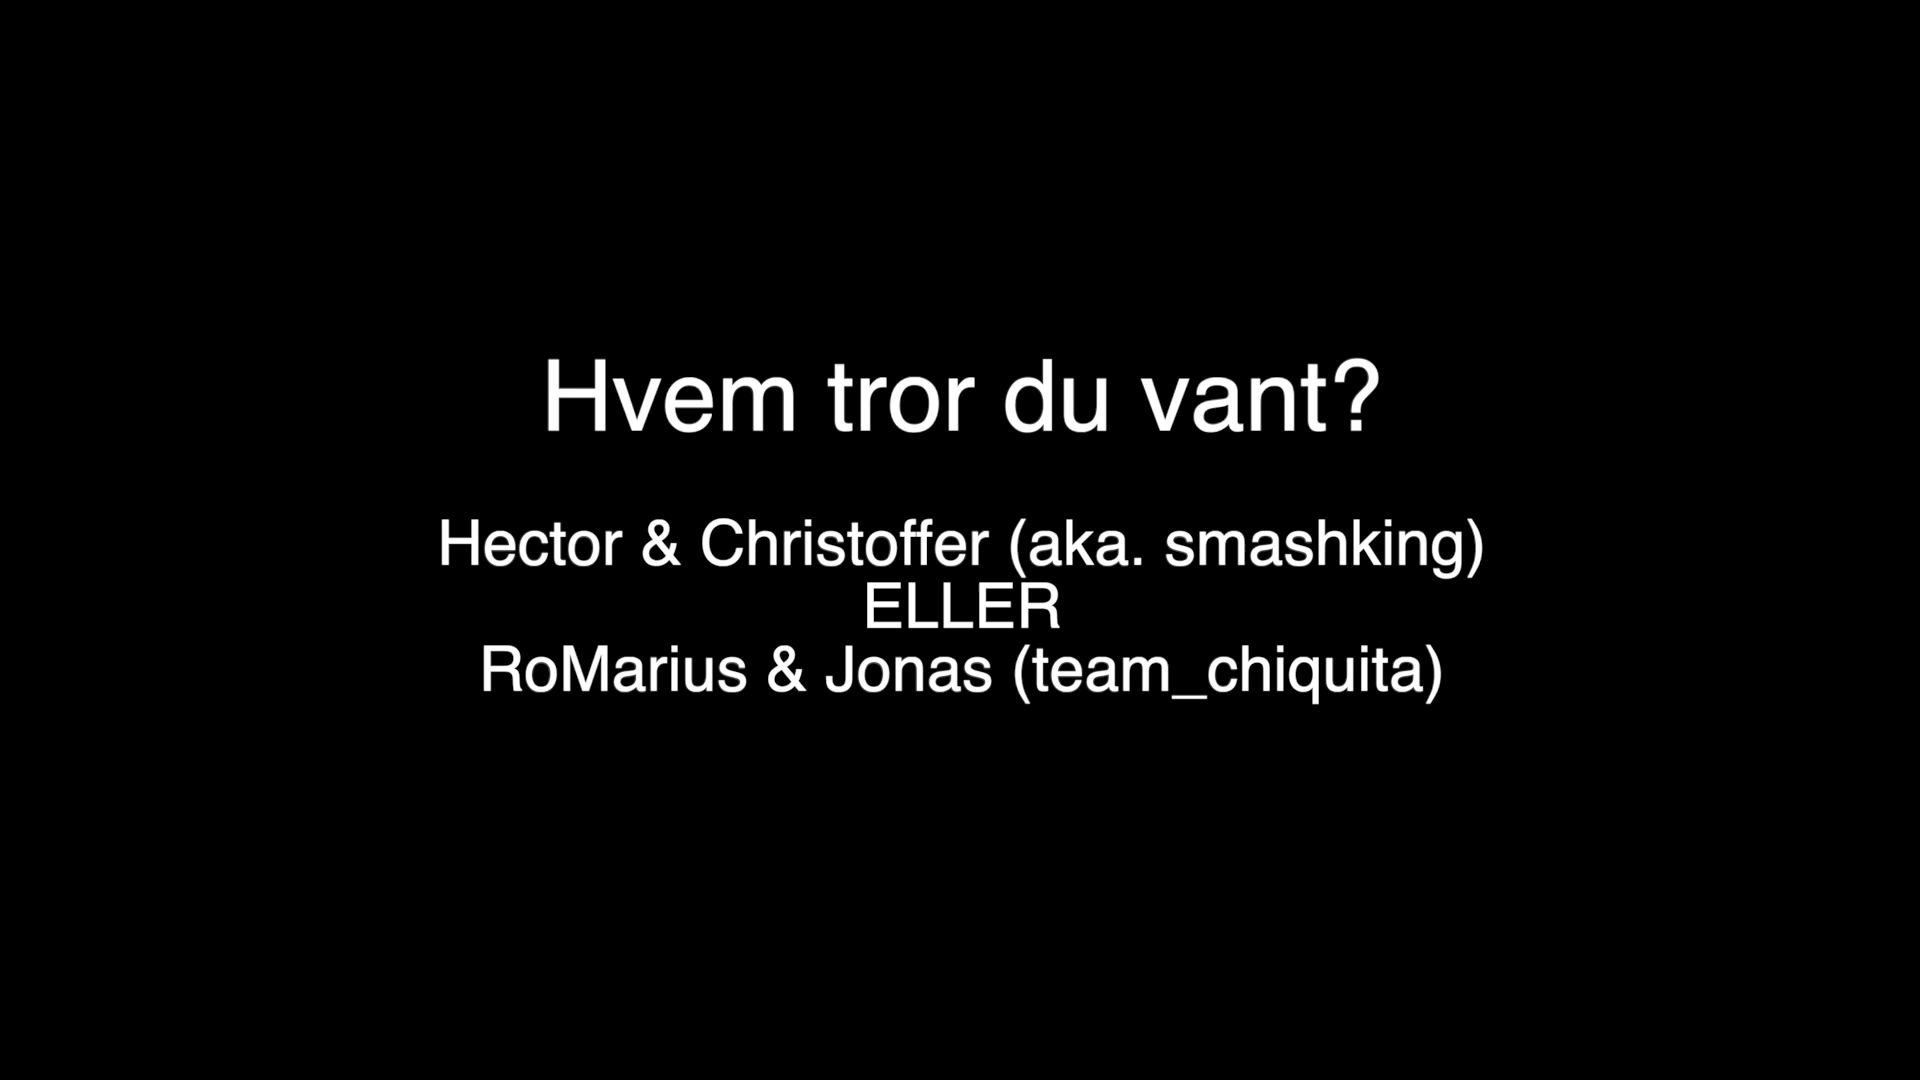 Hvem tror du vant?
Hector & Christoffer (aka. smashking)
ELLER
RoMarius & Jonas (team_chiquita)